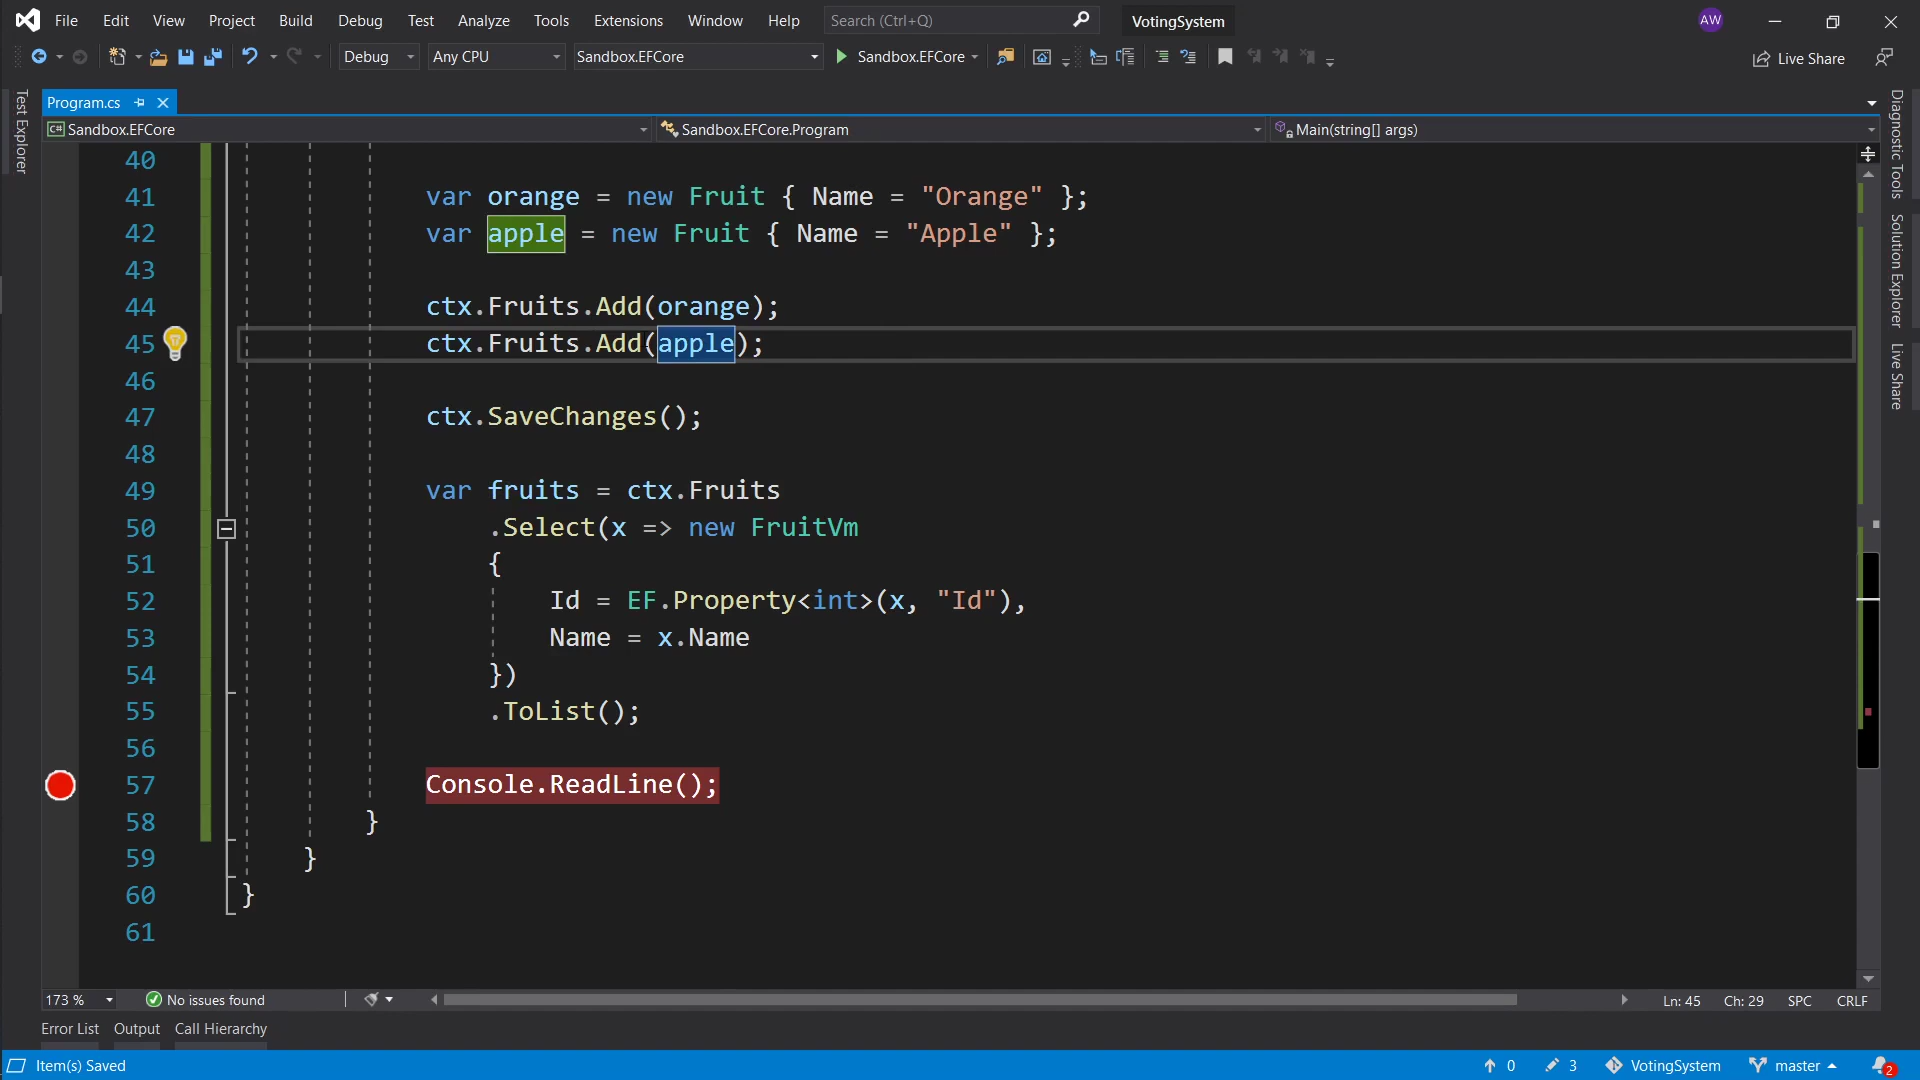 File Edit View Project Build Debug Test Analyze Tools Extensions Window Help Search (Ctrl+Q) VotingSystem AW
Debug Any CPU Sandbox.EFCore Sandbox.EFCore Live Share
Test Explorer
Program.cs
Sandbox.EFCore Sandbox.EFCore.Program Main(string[] args)
40
41 var orange = new Fruit { Name = "Orange" };
42 var apple = new Fruit { Name = "Apple" };
43
44 ctx.Fruits.Add(orange);
45 ctx.Fruits.Add(apple);
46
47 ctx.SaveChanges();
48
49 var fruits = ctx.Fruits
50 .Select(x => new FruitVm
51 {
52 Id = EF.Property<int>(x, "Id"),
53 Name = x.Name
54 })
55 .ToList();
56
57 Console.ReadLine();
58 }
59 }
60 }
61
Diagnostic Tools
Solution Explorer
Live Share
173 % No issues found Ln: 45 Ch: 29 SPC CRLF
Error List Output Call Hierarchy
Item(s) Saved 0 3 VotingSystem master 2